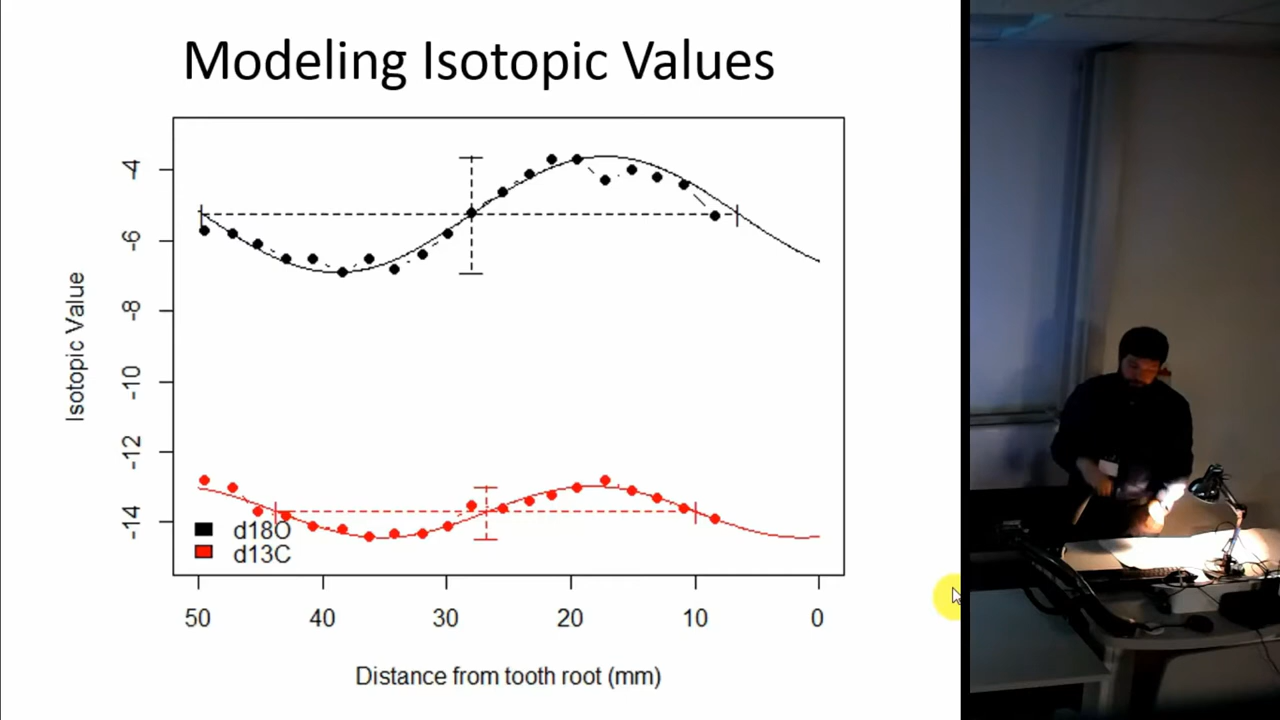 Modeling Isotopic Values
Isotopic Value
-4
-6
-8
-10
-12
-14
d18O
d13C
50 40 30 20 10 0
Distance from tooth root (mm)